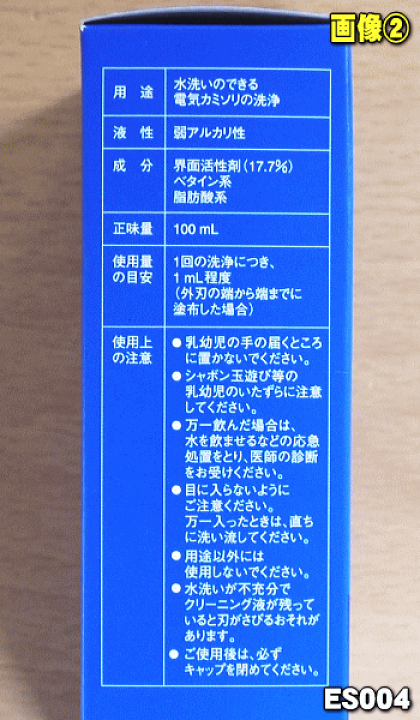 画像②
用途 水洗いのできる
電気カミソリの洗浄
液性 弱アルカリ性
成分 界面活性剤(17.7%)
ベタイン系
脂肪酸系
正味量 100 mL
使用量 1回の洗浄につき、
の目安 1 mL程度
(外刃の端から端までに
塗布した場合)
使用上 ●乳幼児の手の届くところ
の注意 に置かないでください。
●シャボン玉遊び等の
乳幼児のいたずらに注意
してください。
●万一飲んだ場合は、
水を飲ませるなどの応急
処置をとり、医師の診断
をお受けください。
●目に入らないように
ご注意ください。
万一入ったときは、直ち
に洗い流してください。
●用途以外には
使用しないでください。
●水洗いが不充分で
クリーニング液が残って
いると刃がさびるおそれが
あります。
●ご使用後は、必ず
キャップを閉めてください。
ES004